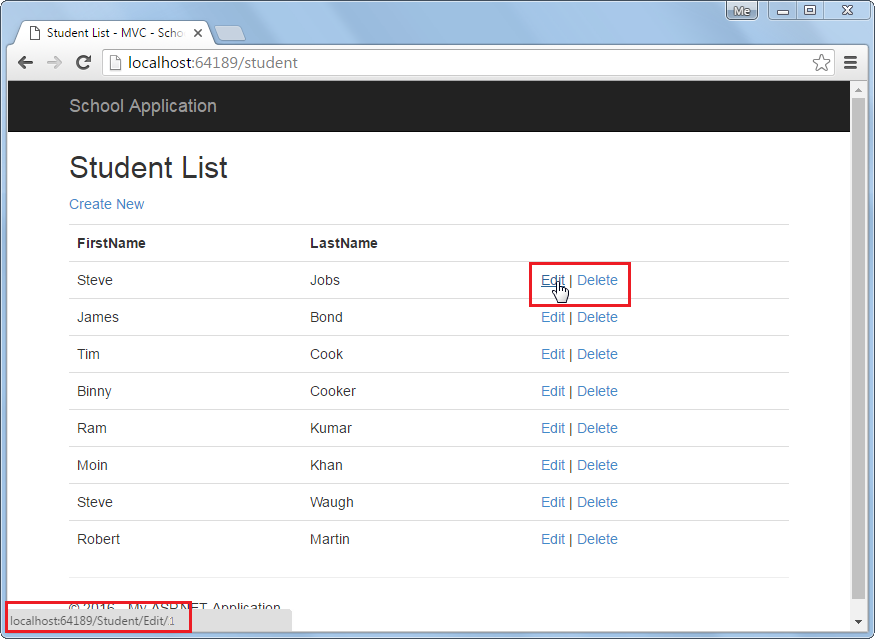 Me
Student List - MVC - Scho
localhost:64189/student
School Application
Student List
Create New
FirstName LastName
Steve Jobs Edit | Delete
James Bond Edit | Delete
Tim Cook Edit | Delete
Binny Cooker Edit | Delete
Ram Kumar Edit | Delete
Moin Khan Edit | Delete
Steve Waugh Edit | Delete
Robert Martin Edit | Delete
© 2016 - My ASP.NET Application
localhost:64189/Student/Edit/1